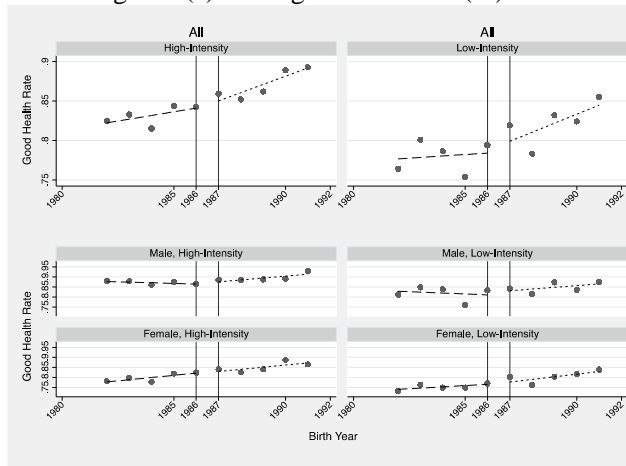 All All
High-Intensity Low-Intensity
Good Health Rate
.9
.85
.8
.75
1980 1985 1986 1987 1990 1992 1980 1985 1986 1987 1990 1992
Male, High-Intensity Male, Low-Intensity
.75.8.85.9.95
Good Health Rate
Female, High-Intensity Female, Low-Intensity
.75.8.85.9.95
1980 1985 1986 1987 1990 1992 1980 1985 1986 1987 1990 1992
Birth Year